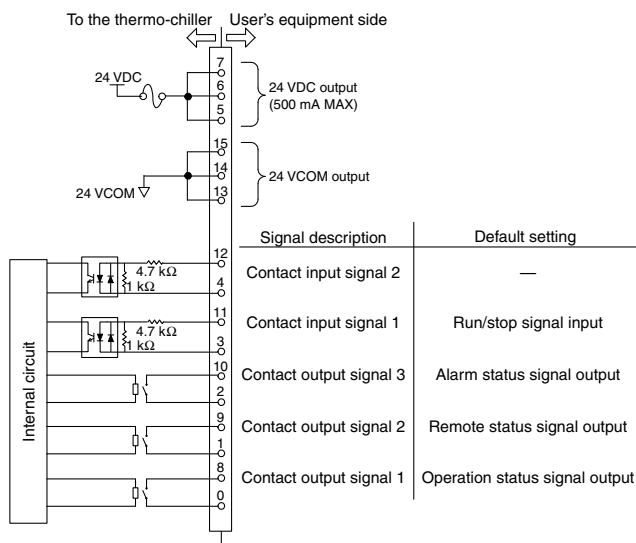 To the thermo-chiller User's equipment side
7
24 VDC
6
24 VDC output
(500 mA MAX)
5
15
14
24 VCOM
24 VCOM output
13
Signal description Default setting
12
4.7 kΩ
1 kΩ
4
Contact input signal 2 —
11
4.7 kΩ
1 kΩ
3
Contact input signal 1 Run/stop signal input
10
2
Contact output signal 3 Alarm status signal output
9
1
Contact output signal 2 Remote status signal output
8
0
Contact output signal 1 Operation status signal output
Internal circuit